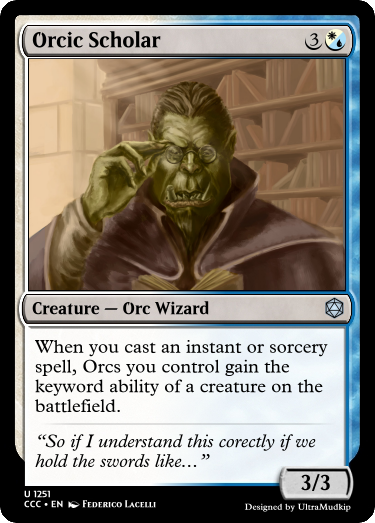 Orcic Scholar 3
Creature — Orc Wizard
When you cast an instant or sorcery
spell, Orcs you control gain the
keyword ability of a creature on the
battlefield.
“So if I understand this corectly if we
hold the swords like…”
3/3
U 1251
CCC • EN Federico Lacelli
Designed by UltraMudkip